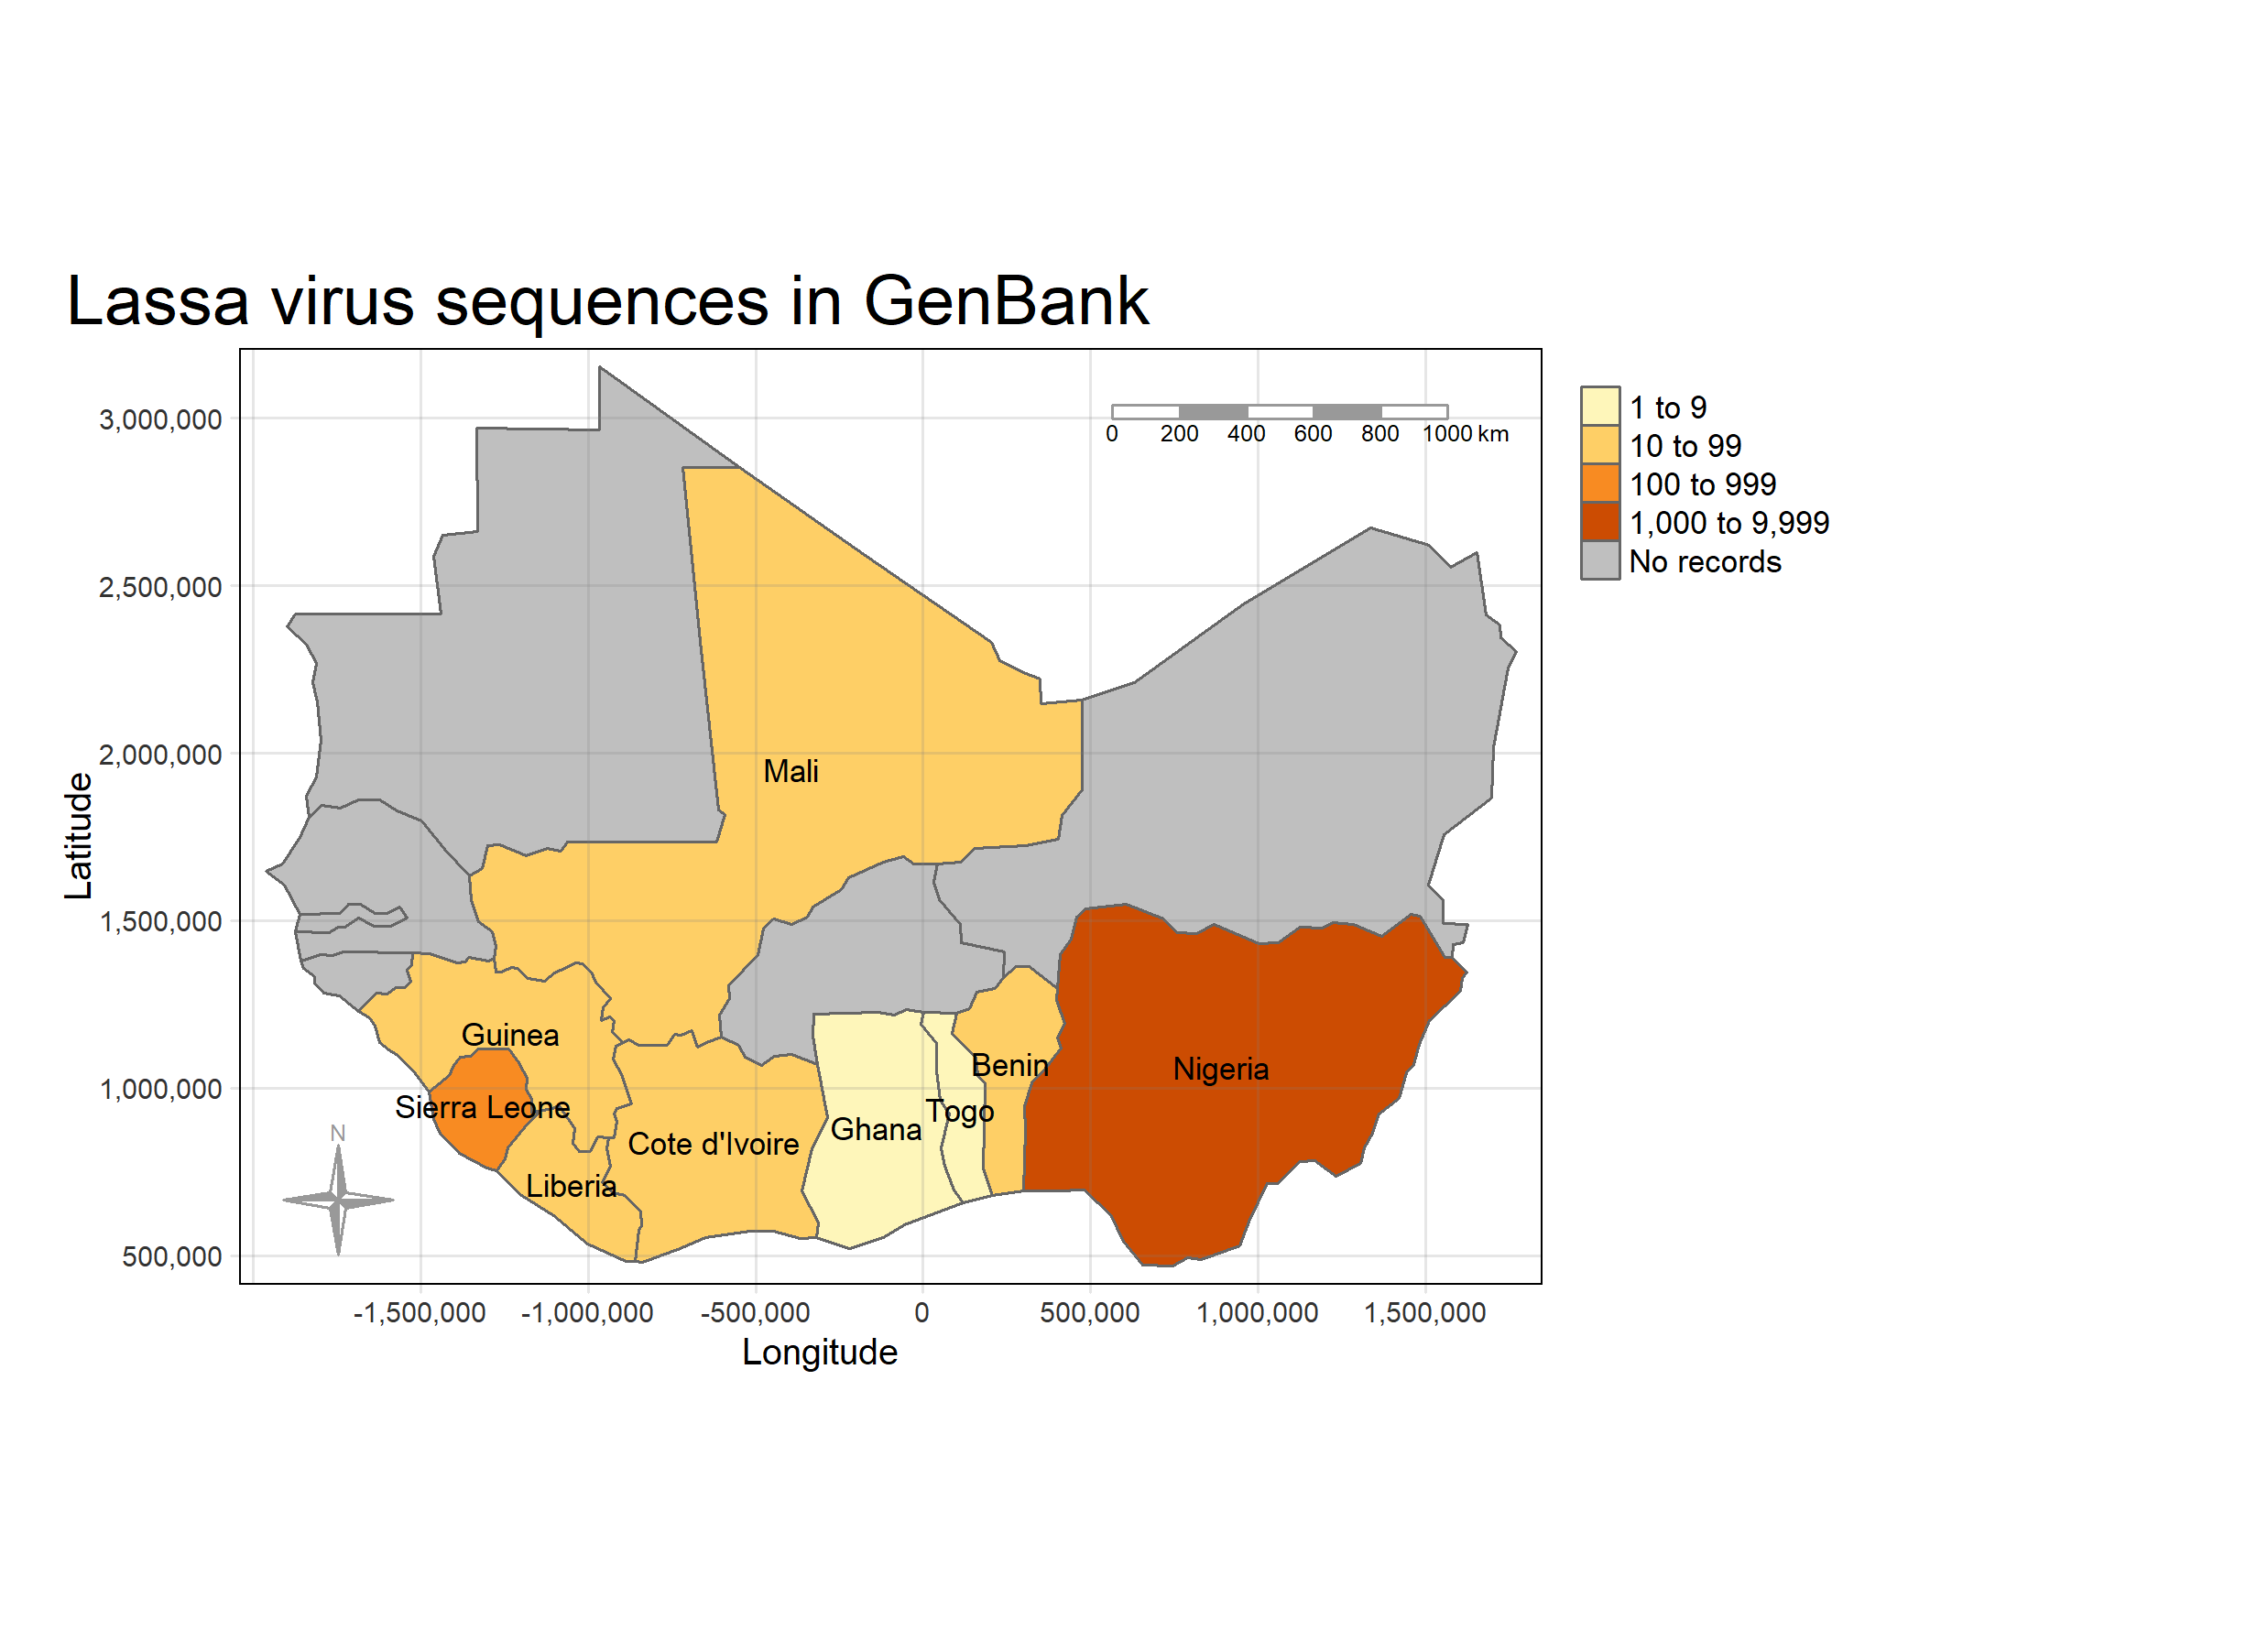 Lassa virus sequences in GenBank
3,000,000
2,500,000
2,000,000
1,500,000
1,000,000
500,000
Latitude
0 200 400 600 800 1000 km
Mali
Guinea
Sierra Leone
Liberia
Cote d'Ivoire
Ghana
Togo
Benin
Nigeria
N
-1,500,000 -1,000,000 -500,000 0 500,000 1,000,000 1,500,000
Longitude
1 to 9
10 to 99
100 to 999
1,000 to 9,999
No records